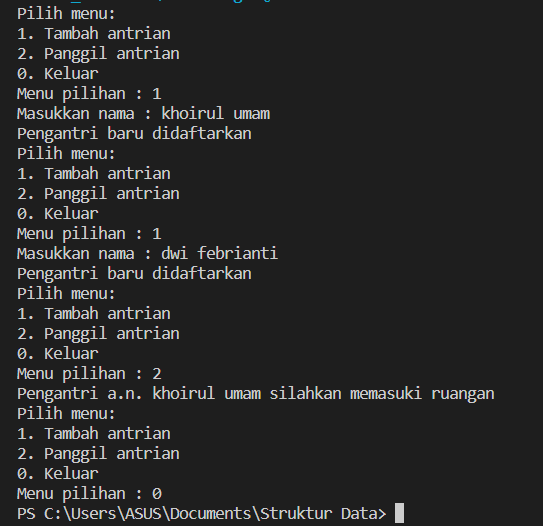 Pilih menu:
1. Tambah antrian
2. Panggil antrian
0. Keluar
Menu pilihan : 1
Masukkan nama : khoirul umam
Pengantri baru didaftarkan
Pilih menu:
1. Tambah antrian
2. Panggil antrian
0. Keluar
Menu pilihan : 1
Masukkan nama : dwi febrianti
Pengantri baru didaftarkan
Pilih menu:
1. Tambah antrian
2. Panggil antrian
0. Keluar
Menu pilihan : 2
Pengantri a.n. khoirul umam silahkan memasuki ruangan
Pilih menu:
1. Tambah antrian
2. Panggil antrian
0. Keluar
Menu pilihan : 0
PS C:\Users\ASUS\Documents\Struktur Data>